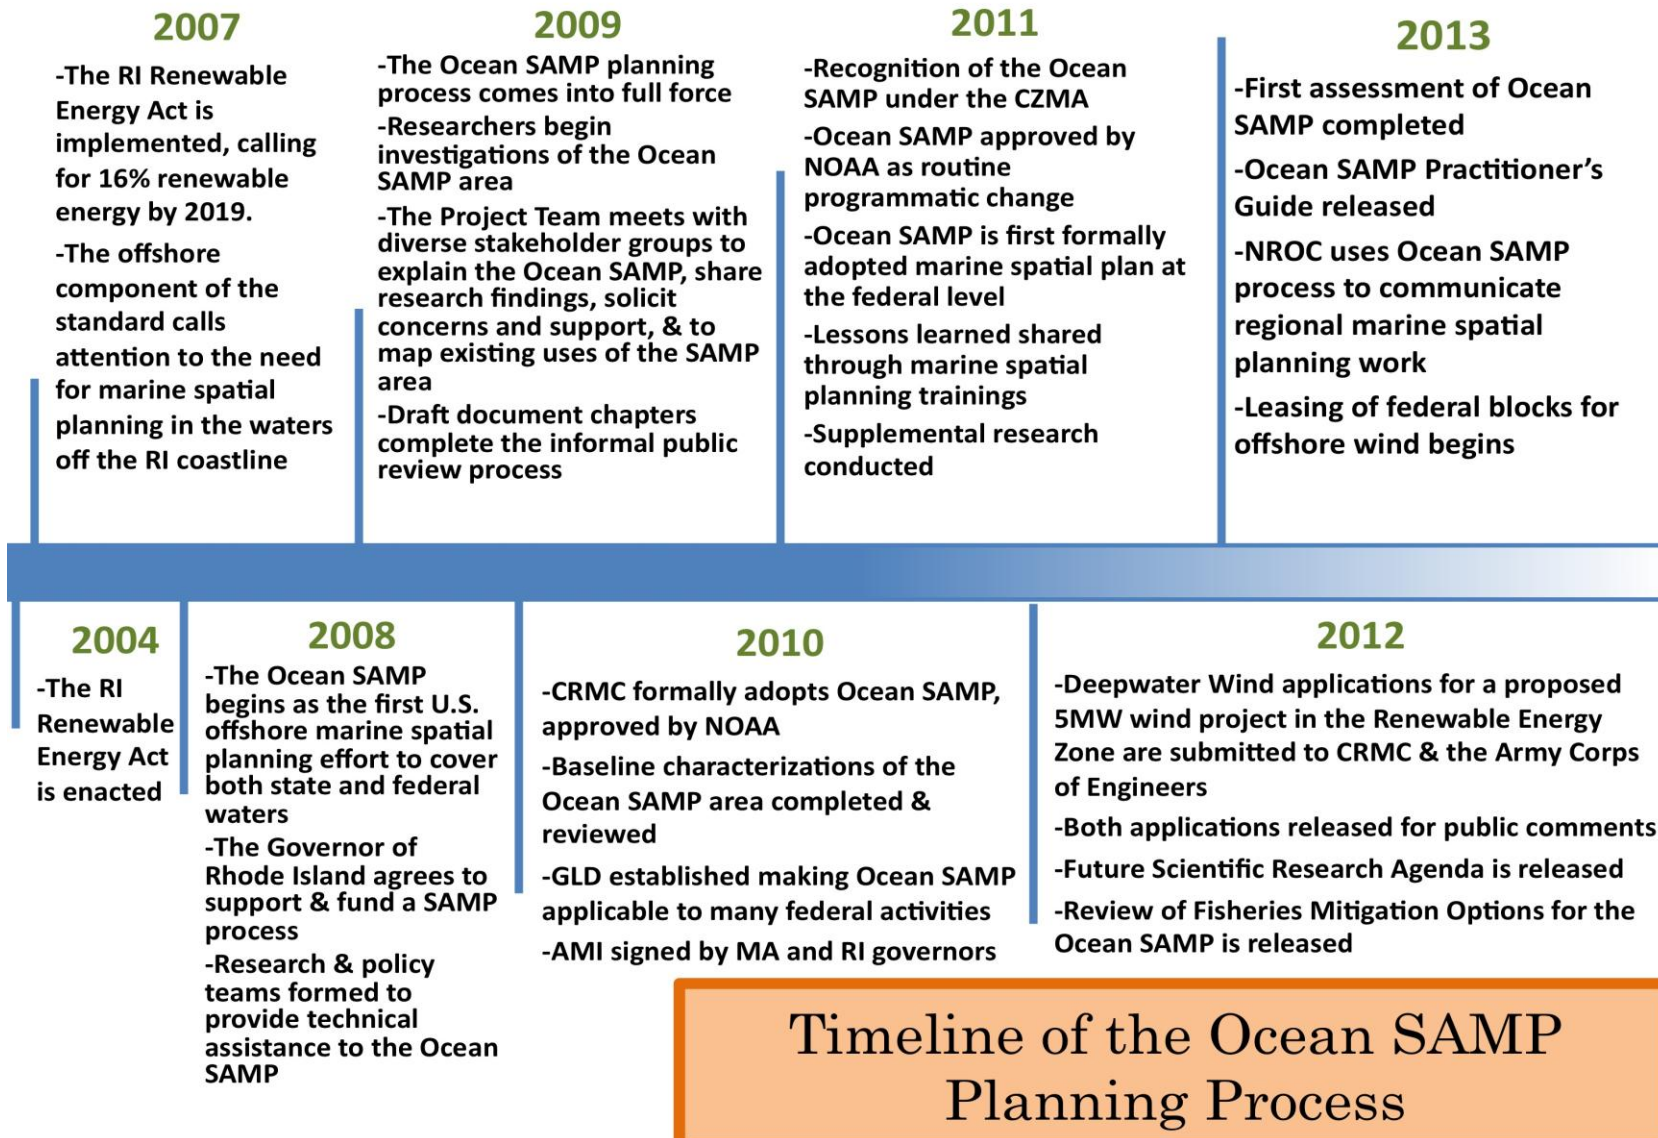 2007
-The RI Renewable
Energy Act is
implemented, calling
for 16% renewable
energy by 2019.
-The offshore
component of the
standard calls
attention to the need
for marine spatial
planning in the waters
off the RI coastline
2009
-The Ocean SAMP planning
process comes into full force
-Researchers begin
investigations of the Ocean
SAMP area
-The Project Team meets with
diverse stakeholder groups to
explain the Ocean SAMP, share
research findings, solicit
concerns and support, & to
map existing uses of the SAMP
area
-Draft document chapters
complete the informal public
review process
2011
-Recognition of the Ocean
SAMP under the CZMA
-Ocean SAMP approved by
NOAA as routine
programmatic change
-Ocean SAMP is first formally
adopted marine spatial plan at
the federal level
-Lessons learned shared
through marine spatial
planning trainings
-Supplemental research
conducted
2013
-First assessment of Ocean
SAMP completed
-Ocean SAMP Practitioner’s
Guide released
-NROC uses Ocean SAMP
process to communicate
regional marine spatial
planning work
-Leasing of federal blocks for
offshore wind begins
2004
-The RI
Renewable
Energy Act
is enacted
2008
-The Ocean SAMP
begins as the first U.S.
offshore marine spatial
planning effort to cover
both state and federal
waters
-The Governor of
Rhode Island agrees to
support & fund a SAMP
process
-Research & policy
teams formed to
provide technical
assistance to the Ocean
SAMP
2010
-CRMC formally adopts Ocean SAMP,
approved by NOAA
-Baseline characterizations of the
Ocean SAMP area completed &
reviewed
-GLD established making Ocean SAMP
applicable to many federal activities
-AMI signed by MA and RI governors
2012
-Deepwater Wind applications for a proposed
5MW wind project in the Renewable Energy
Zone are submitted to CRMC & the Army Corps
of Engineers
-Both applications released for public comments
-Future Scientific Research Agenda is released
-Review of Fisheries Mitigation Options for the
Ocean SAMP is released
Timeline of the Ocean SAMP
Planning Process